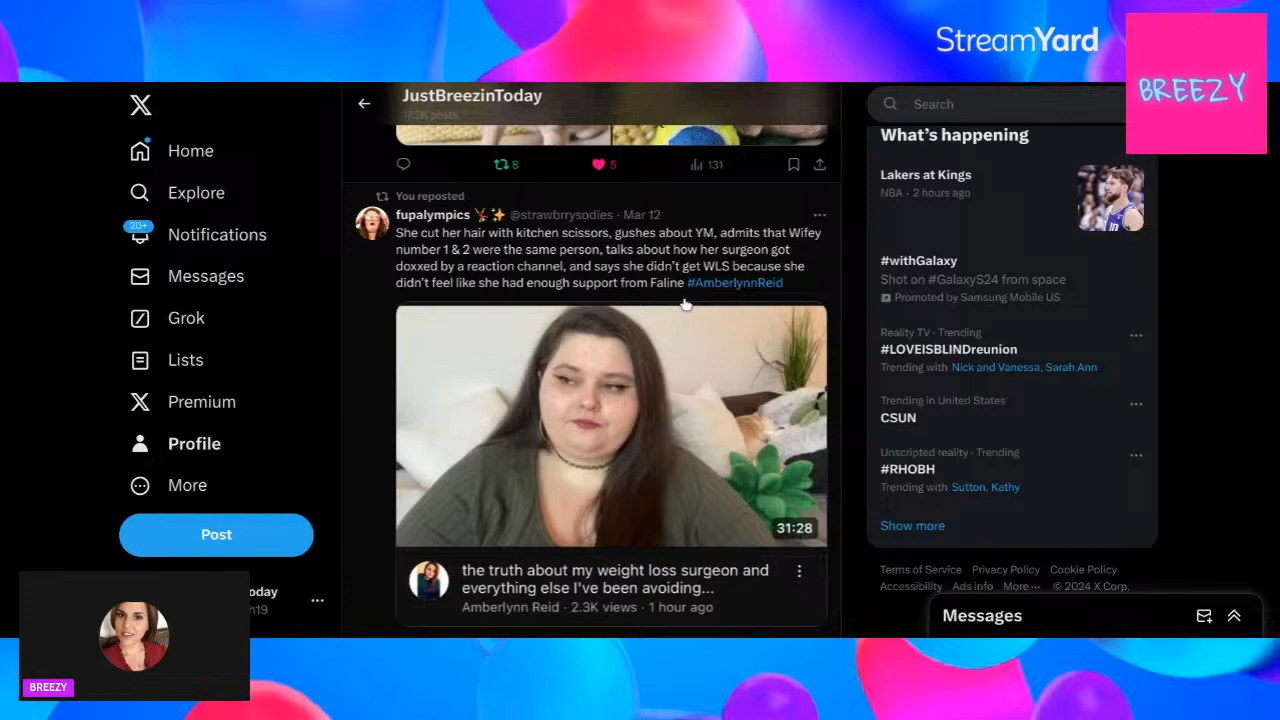 StreamYard
BREEZY
JustBreezinToday
17.3K posts
Search
What's happening
Home
Explore
20+
Notifications
Messages
Grok
Lists
Premium
Profile
More
Post
8
5
131
You reposted
fupalympics @strawbrrysodies · Mar 12
She cut her hair with kitchen scissors, gushes about YM, admits that Wifey
number 1 & 2 were the same person, talks about how her surgeon got
doxxed by a reaction channel, and says she didn't get WLS because she
didn't feel like she had enough support from Faline #AmberlynnReid
31:28
the truth about my weight loss surgeon and
everything else I've been avoiding...
Amberlynn Reid · 2.3K views · 1 hour ago
Lakers at Kings
NBA · 2 hours ago
#withGalaxy
Shot on #GalaxyS24 from space
Promoted by Samsung Mobile US
Reality TV · Trending
#LOVEISBLINDreunion
Trending with Nick and Vanessa, Sarah Ann
Trending in United States
CSUN
Unscripted reality · Trending
#RHOBH
Trending with Sutton, Kathy
Show more
Terms of Service Privacy Policy Cookie Policy
Accessibility Ads info More ··· © 2024 X Corp.
Messages
oday
h19
BREEZY